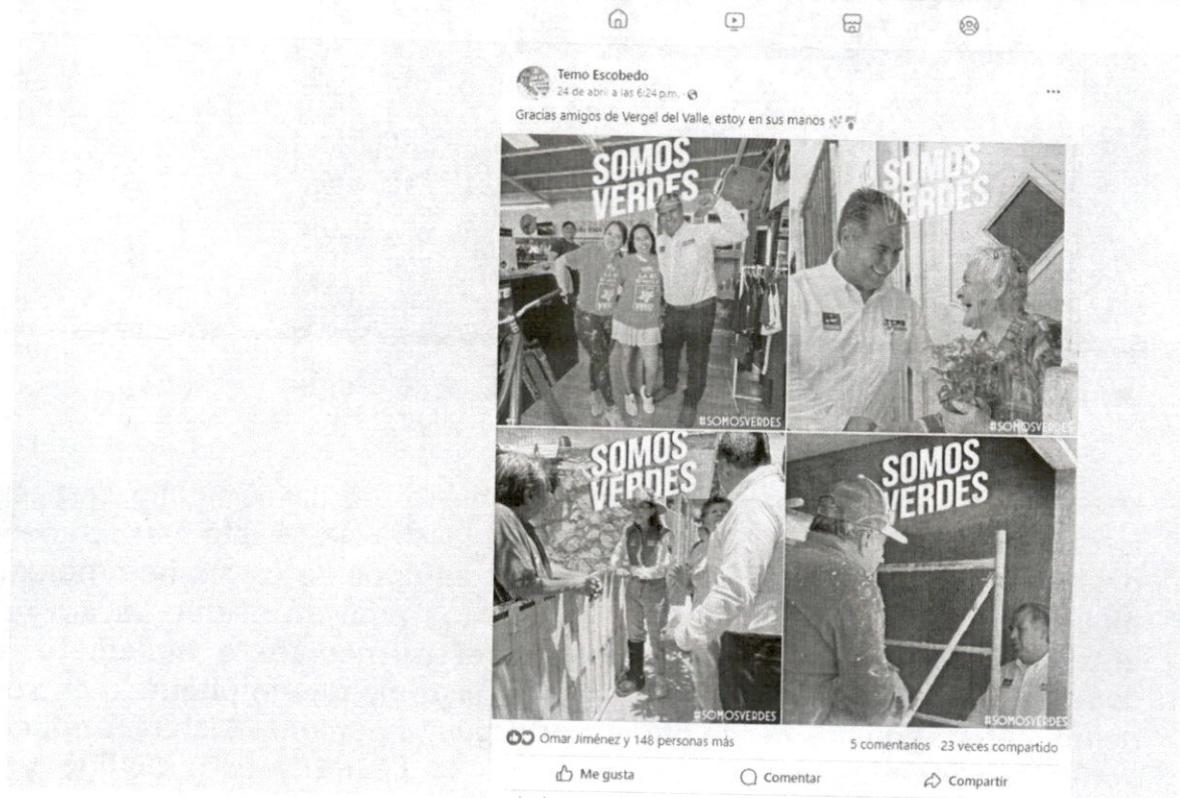 Temo Escobedo
24 de abril a las 6:24 p.m. ·
Gracias amigos de Vergel del Valle, estoy en sus manos
SOMOS
VERDES
#SOMOSVERDES
SOMOS
VERDES
TEMO
#SOMOSVERDES
SOMOS
VERDES
#SOMOSVERDES
SOMOS
VERDES
#SOMOSVERDES
Omar Jiménez y 148 personas más
5 comentarios 23 veces compartido
Me gusta
Comentar
Compartir